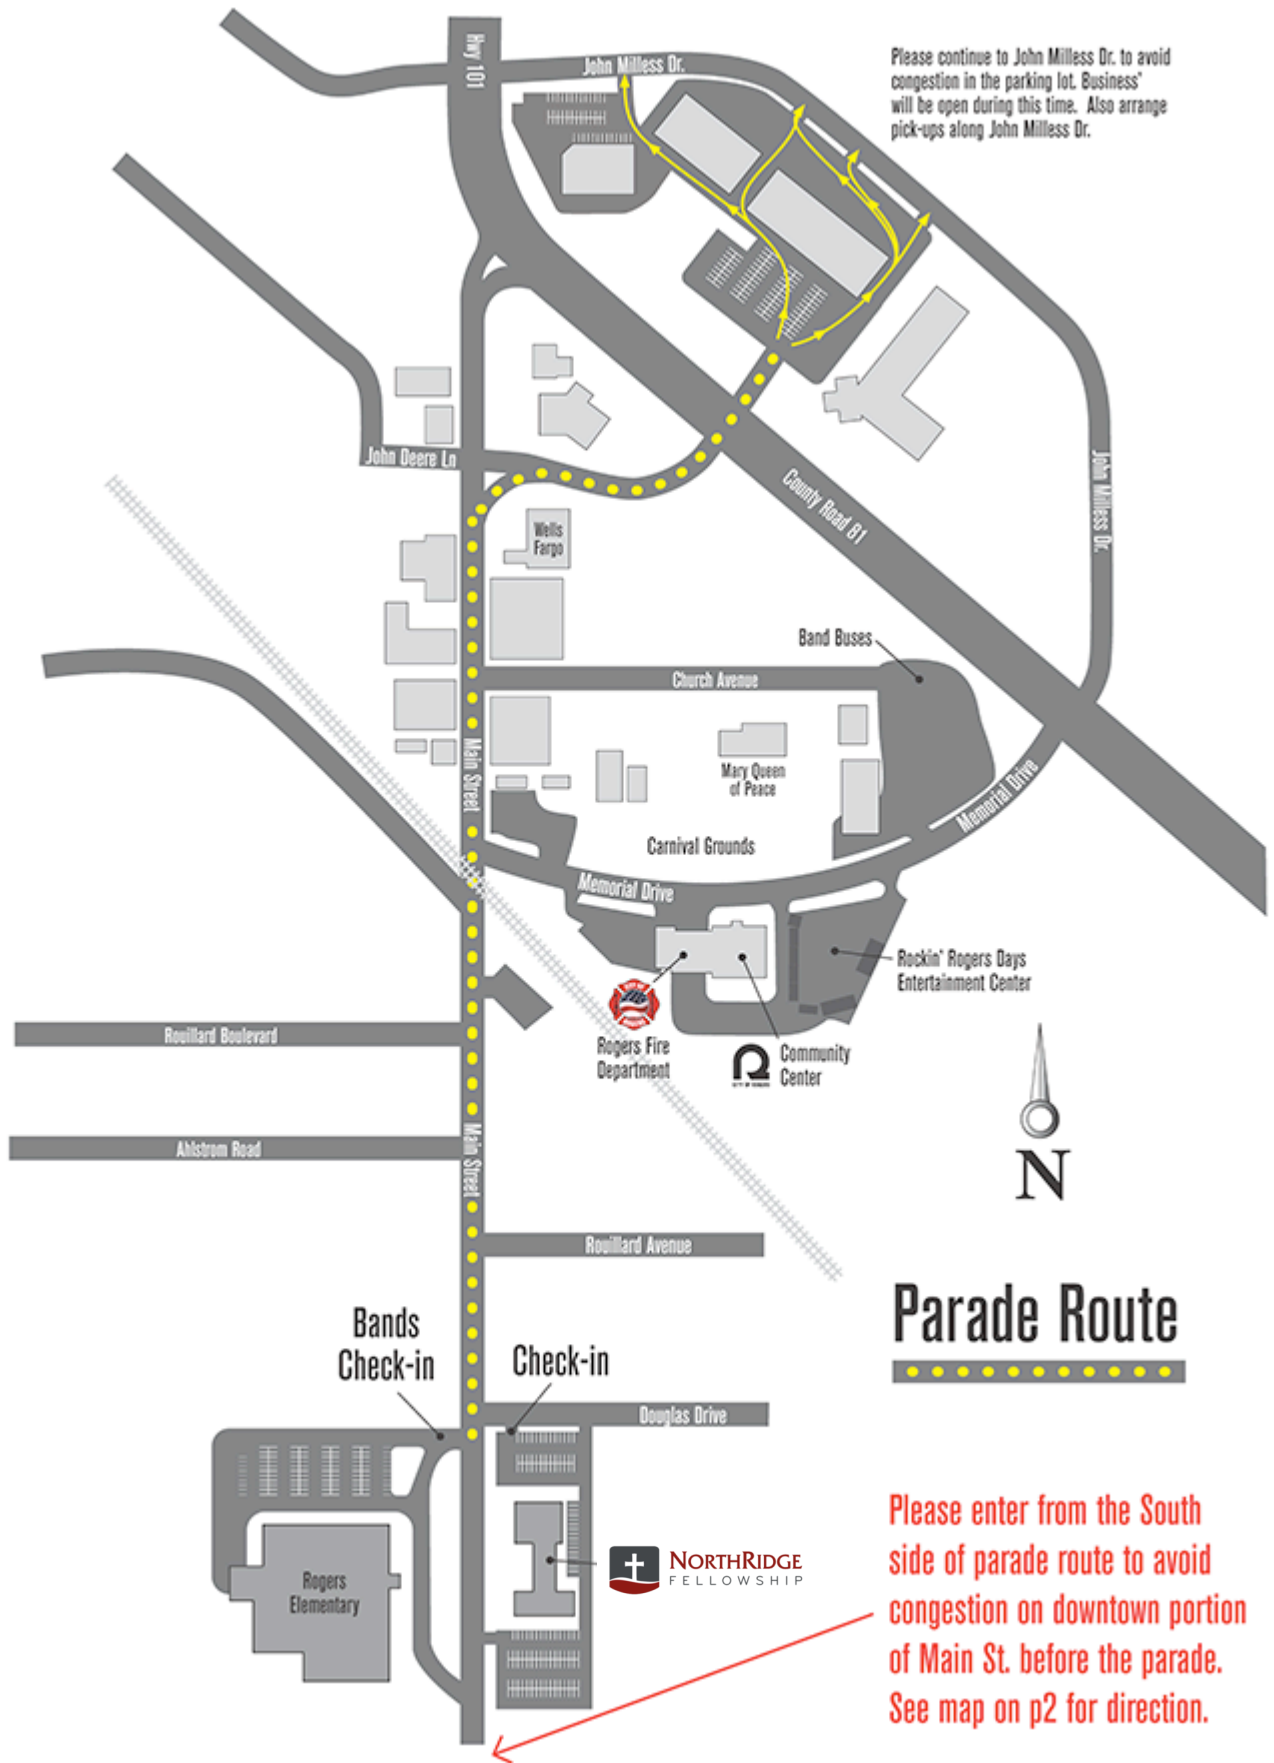 Hwy 101
John Milless Dr.
Please continue to John Milless Dr. to avoid
congestion in the parking lot. Business'
will be open during this time.  Also arrange
pick-ups along John Milless Dr.
John Deere Ln
County Road 81
John Milless Dr.
Wells
Fargo
Band Buses
Church Avenue
Main Street
Mary Queen
of Peace
Memorial Drive
Carnival Grounds
Memorial Drive
Rockin' Rogers Days
Entertainment Center
Rogers Fire
Department
Community
Center
Rouillard Boulevard
Main Street
Ahlstrom Road
N
Rouillard Avenue
Parade Route
Bands
Check-in
Check-in
Douglas Drive
Rogers
Elementary
NORTHRIDGE
FELLOWSHIP
Please enter from the South
side of parade route to avoid
congestion on downtown portion
of Main St. before the parade.
See map on p2 for direction.